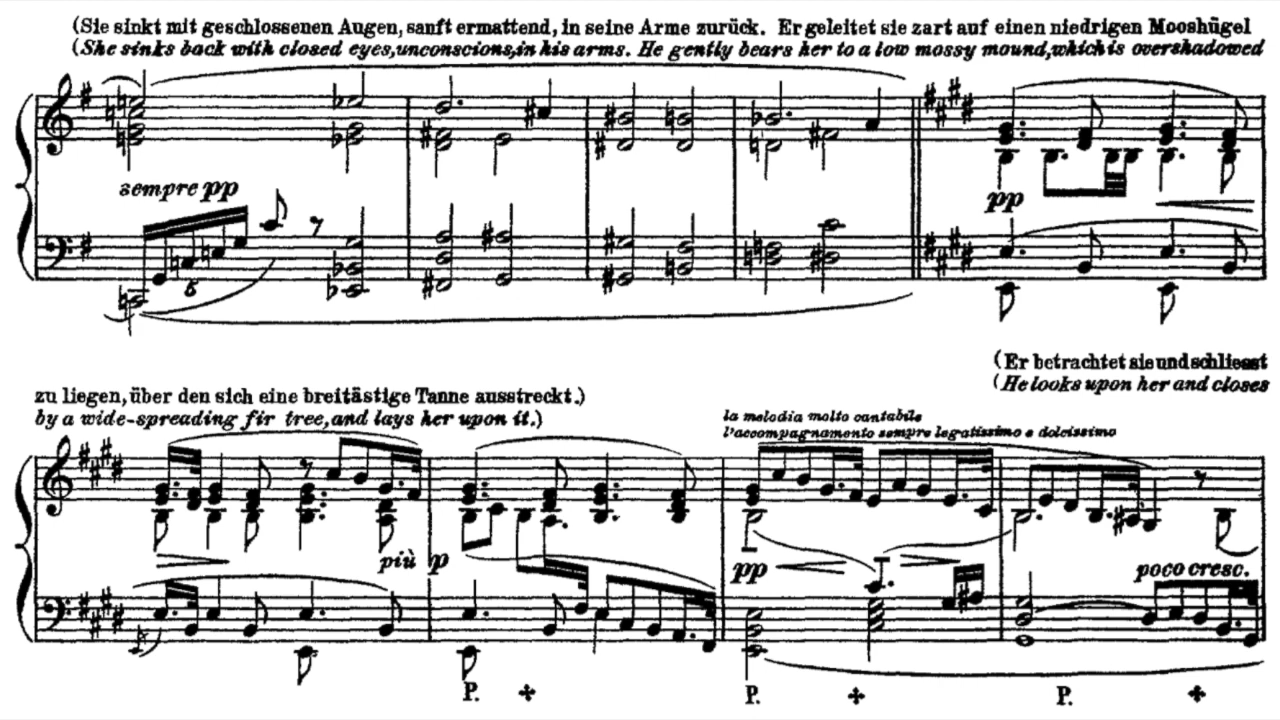 (Sie sinkt mit geschlossenen Augen, sanft ermattend, in seine Arme zurück. Er geleitet sie zart auf einen niedrigen Mooshügel
(She sinks back with closed eyes, unconscions, in his arms. He gently bears her to a low mossy mound, which is overshadowed
sempre pp
5
pp
(Er betrachtet sie und schliesst
(He looks upon her and closes
zu liegen, über den sich eine breitästige Tanne ausstreckt.)
by a wide-spreading fir tree, and lays her upon it.)
la melodia molto cantabile
l'accompagnamento sempre legatissimo e dolcissimo
più p
pp
poco cresc.
P. P. P.